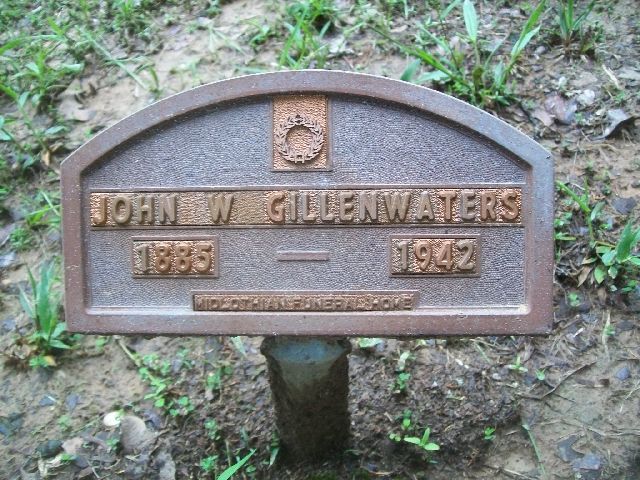 JOHN W GILLENWATERS
1885 — 1942
MIDLOTHIAN FUNERAL HOME